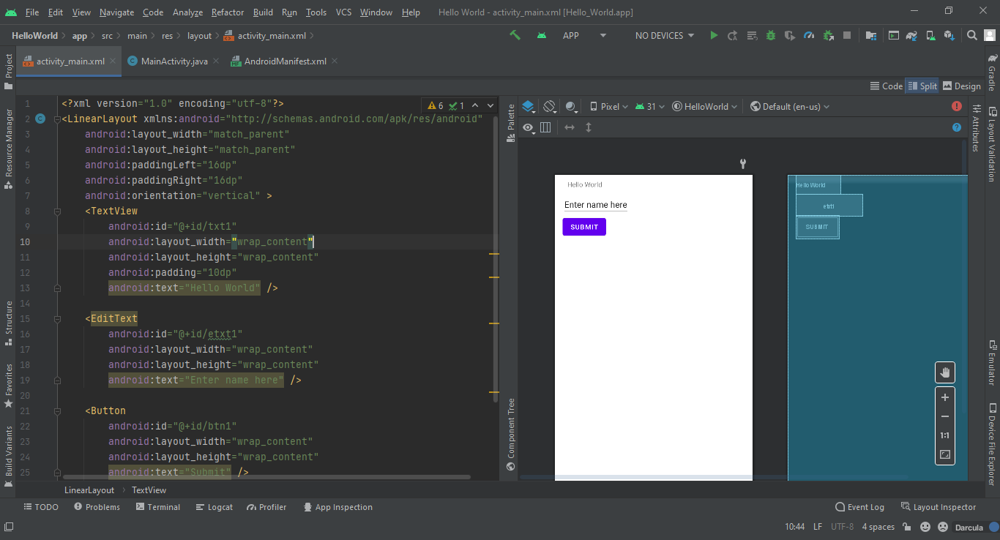 File Edit View Navigate Code Analyze Refactor Build Run Tools VCS Window Help Hello World - activity_main.xml [Hello_World.app]
HelloWorld app src main res layout activity_main.xml APP NO DEVICES
activity_main.xml MainActivity.java AndroidManifest.xml
Code Split Design
1 <?xml version="1.0" encoding="utf-8"?>
6 1
2 <LinearLayout xmlns:android="http://schemas.android.com/apk/res/android"
3 android:layout_width="match_parent"
4 android:layout_height="match_parent"
5 android:paddingLeft="16dp"
6 android:paddingRight="16dp"
7 android:orientation="vertical" >
8 <TextView
9 android:id="@+id/txt1"
10 android:layout_width="wrap_content"
11 android:layout_height="wrap_content"
12 android:padding="10dp"
13 android:text="Hello World" />
14
15 <EditText
16 android:id="@+id/etxt1"
17 android:layout_width="wrap_content"
18 android:layout_height="wrap_content"
19 android:text="Enter name here" />
20
21 <Button
22 android:id="@+id/btn1"
23 android:layout_width="wrap_content"
24 android:layout_height="wrap_content"
25 android:text="Submit" />
Pixel 31 HelloWorld Default (en-us)
Hello World
Enter name here
SUBMIT
Hello World
etxt1
SUBMIT
1:1
Project
Resource Manager
Structure
Favorites
Build Variants
Palette
Component Tree
Attributes
Gradle
Layout Validation
Emulator
Device File Explorer
LinearLayout TextView
TODO Problems Terminal Logcat Profiler App Inspection Event Log Layout Inspector
10:44 LF UTF-8 4 spaces Darcula